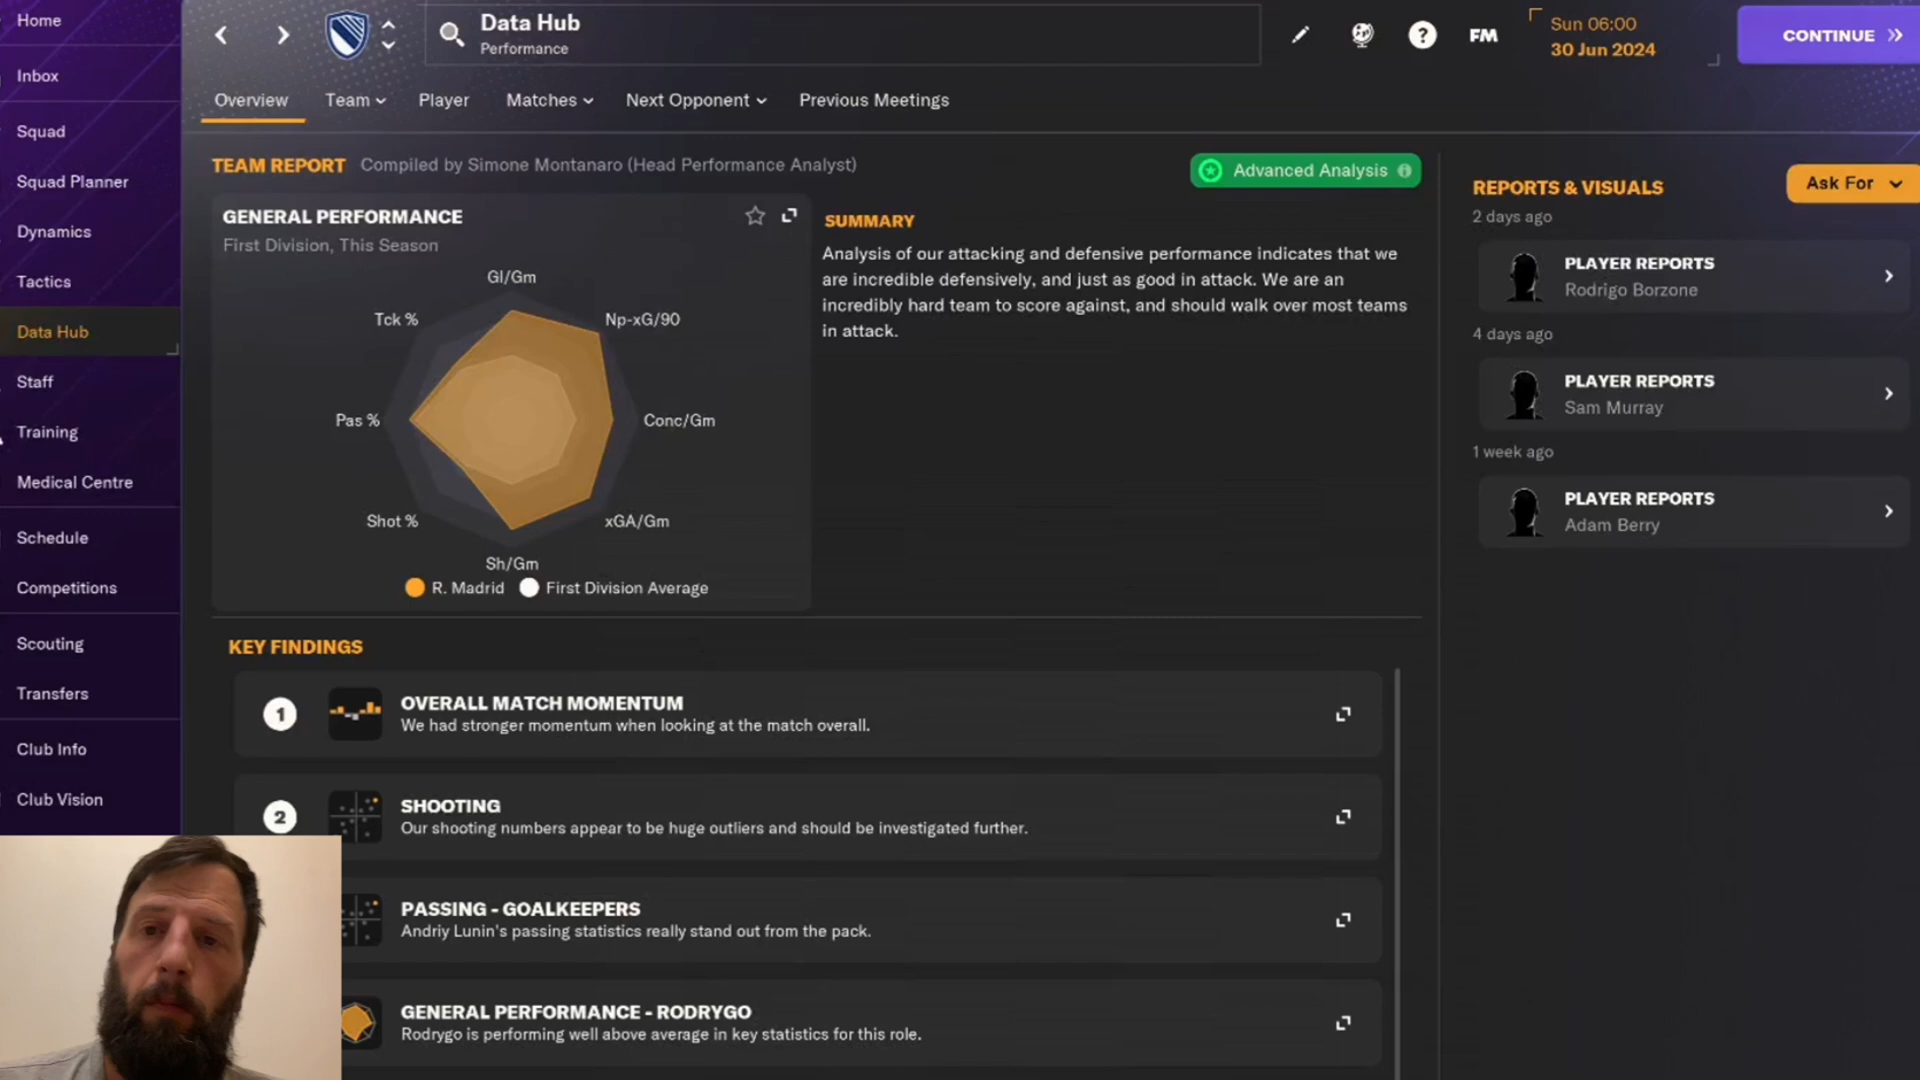 Home
Inbox
Squad
Squad Planner
Dynamics
Tactics
Data Hub
Staff
Training
Medical Centre
Schedule
Competitions
Scouting
Transfers
Club Info
Club Vision
Data Hub
Performance
?
FM
Sun 06:00
30 Jun 2024
CONTINUE
Overview Team Player Matches Next Opponent Previous Meetings
TEAM REPORT Compiled by Simone Montanaro (Head Performance Analyst)
Advanced Analysis
GENERAL PERFORMANCE
First Division, This Season
Gl/Gm
Tck % Np-xG/90
Pas % Conc/Gm
Shot % xGA/Gm
Sh/Gm
R. Madrid First Division Average
SUMMARY
Analysis of our attacking and defensive performance indicates that we
are incredible defensively, and just as good in attack. We are an
incredibly hard team to score against, and should walk over most teams
in attack.
KEY FINDINGS
1
OVERALL MATCH MOMENTUM
We had stronger momentum when looking at the match overall.
2
SHOOTING
Our shooting numbers appear to be huge outliers and should be investigated further.
PASSING - GOALKEEPERS
Andriy Lunin's passing statistics really stand out from the pack.
GENERAL PERFORMANCE - RODRYGO
Rodrygo is performing well above average in key statistics for this role.
REPORTS & VISUALS
Ask For
2 days ago
PLAYER REPORTS
Rodrigo Borzone
4 days ago
PLAYER REPORTS
Sam Murray
1 week ago
PLAYER REPORTS
Adam Berry